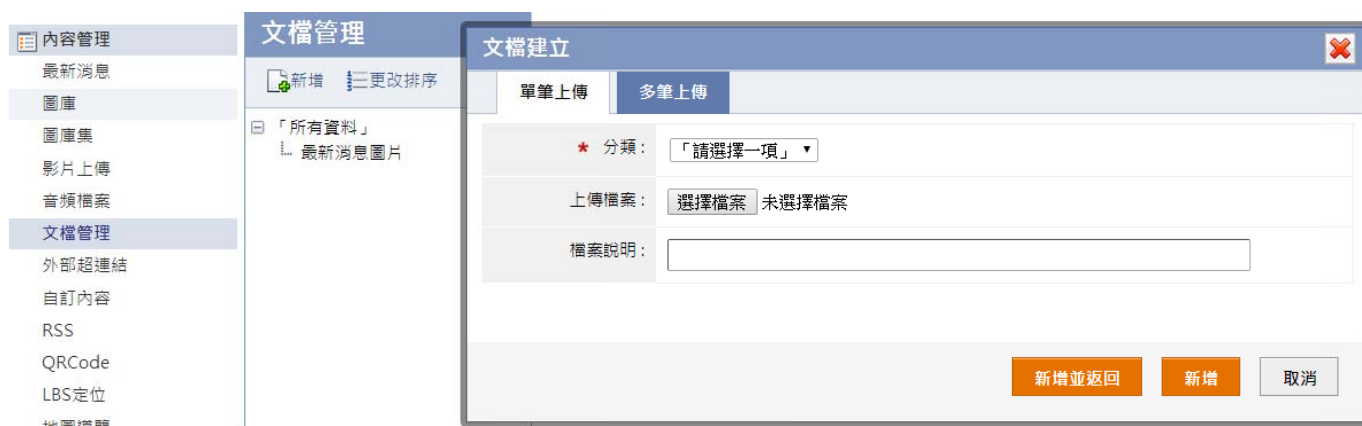 內容管理
最新消息
圖庫
圖庫集
影片上傳
音頻檔案
文檔管理
外部超連結
自訂內容
RSS
QRCode
LBS定位
地圖導覽
文檔管理
新增 更改排序
「所有資料」
最新消息圖片
文檔建立
單筆上傳 多筆上傳
* 分類: 「請選擇一項」
上傳檔案: 選擇檔案 未選擇檔案
檔案說明:
新增並返回 新增 取消